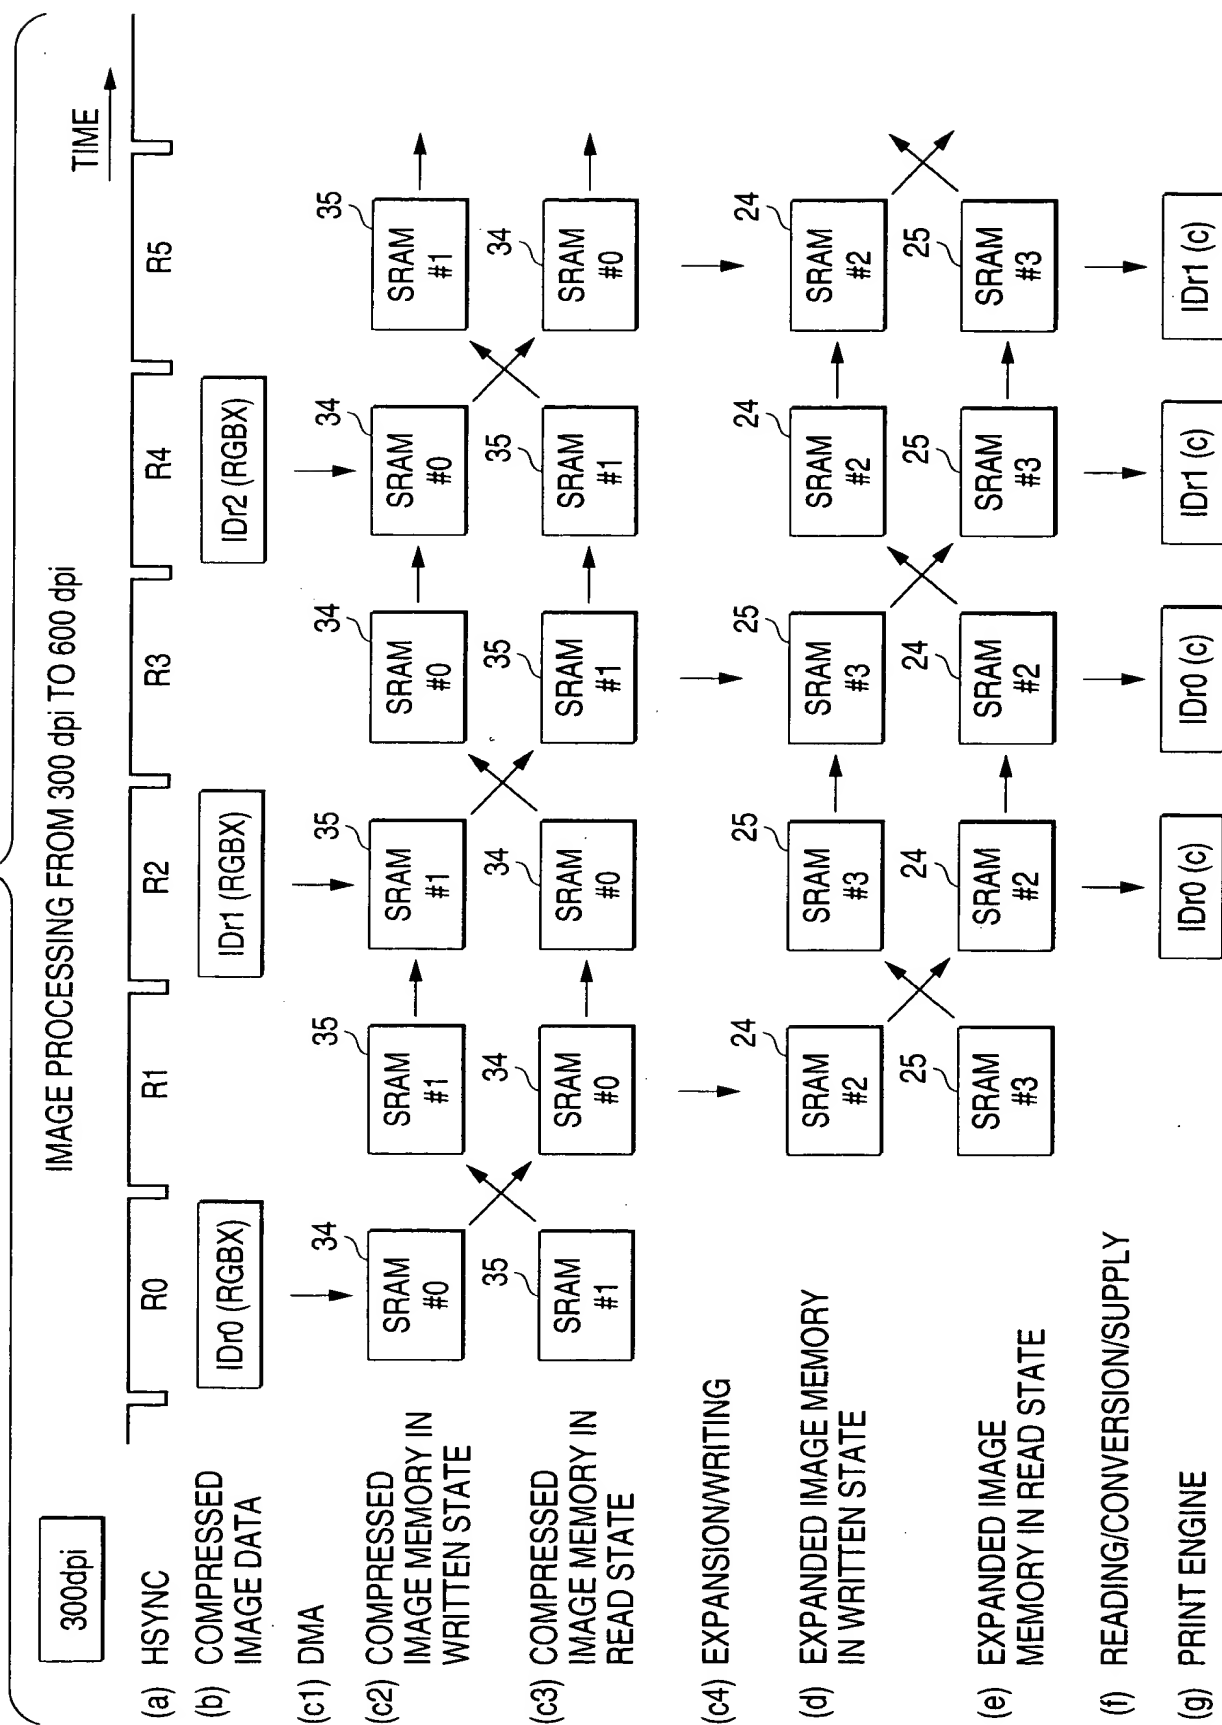 300dpi
IMAGE PROCESSING FROM 300 dpi TO 600 dpi
TIME
(a) HSYNC
R0 R1 R2 R3 R4 R5
(b) COMPRESSED
IMAGE DATA
IDr0 (RGBX) IDr1 (RGBX) IDr2 (RGBX)
(c1) DMA
(c2) COMPRESSED
IMAGE MEMORY IN
WRITTEN STATE
34 35 35 34 34 35
SRAM SRAM SRAM SRAM SRAM SRAM
#0 #1 #1 #0 #0 #1
(c3) COMPRESSED
IMAGE MEMORY IN
READ STATE
35 34 34 35 35 34
SRAM SRAM SRAM SRAM SRAM SRAM
#1 #0 #0 #1 #1 #0
(c4) EXPANSION/WRITING
(d) EXPANDED IMAGE MEMORY
IN WRITTEN STATE
24 25 25 24 24
SRAM SRAM SRAM SRAM SRAM
#2 #3 #3 #2 #2
(e) EXPANDED IMAGE
MEMORY IN READ STATE
25 24 24 25 25
SRAM SRAM SRAM SRAM SRAM
#3 #2 #2 #3 #3
(f) READING/CONVERSION/SUPPLY
(g) PRINT ENGINE
IDr0 (c) IDr0 (c) IDr1 (c) IDr1 (c)